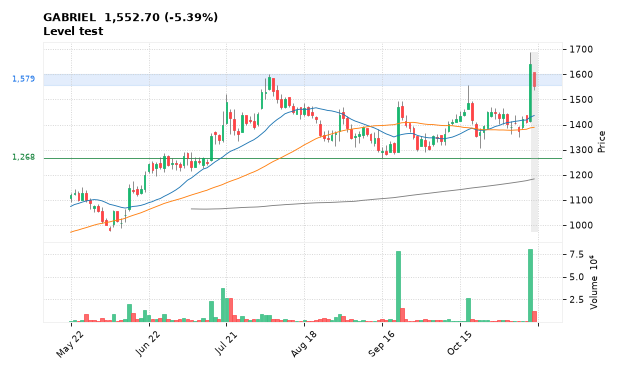 GABRIEL 1,552.70 (-5.39%)
Level test
1700
1,579
1600
1500
1400
1300
1,268
1200
1100
1000
Price
7.5
5.0
2.5
Volume 10⁶
May 22
Jun 22
Jul 21
Aug 18
Sep 16
Oct 15